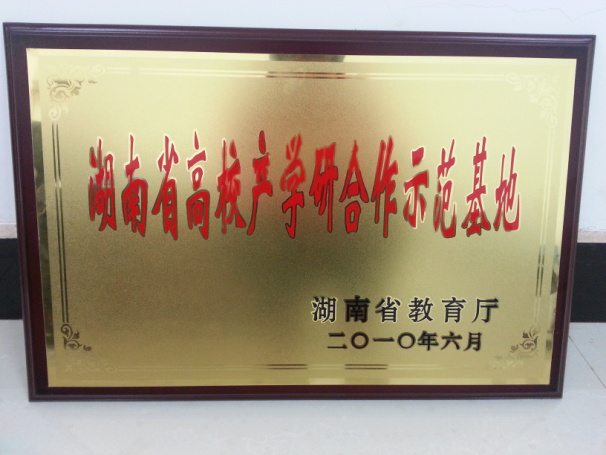 湖南省高校产学研合作示范基地
湖南省教育厅
二〇一〇年六月